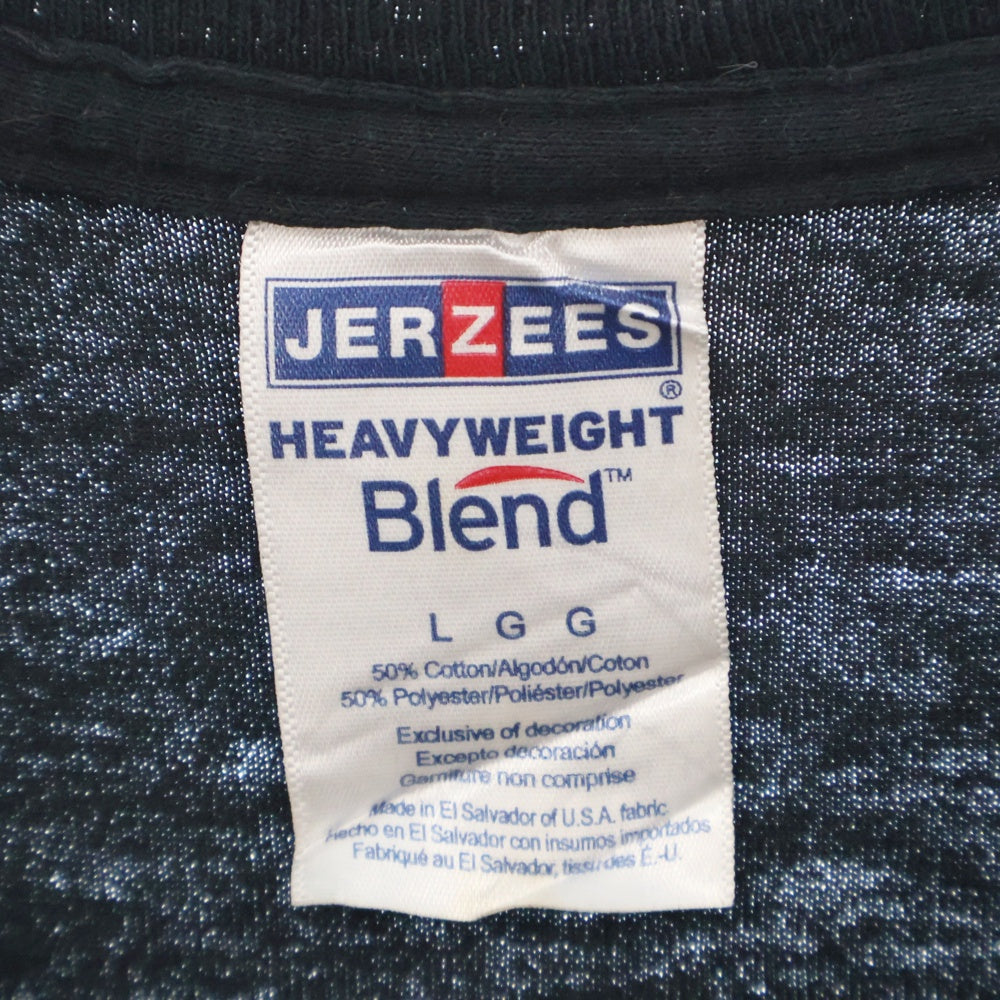 JERZEES
®
HEAVYWEIGHT
Blend™
L G G
50% Cotton/Algodón/Coton
50% Polyester/Poliéster/Polyester
Exclusive of decoration
Excepto decoración
Garniture non comprise
Made in El Salvador of U.S.A. fabric
Hecho en El Salvador con insumos importados
Fabriqué au El Salvador, tissu des É.-U.